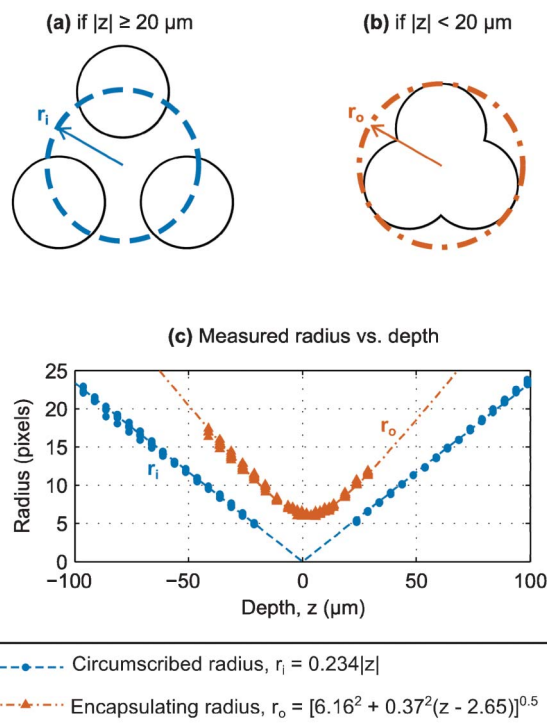 (a) if |z| ≥ 20 µm
(b) if |z| < 20 µm
r_i
r_o
(c) Measured radius vs. depth
25
20
15
10
5
0
Radius (pixels)
r_i
r_o
−100
−50
0
50
100
Depth, z (µm)
Circumscribed radius, r_i = 0.234|z|
Encapsulating radius, r_o = [6.16² + 0.37²(z - 2.65)]^0.5